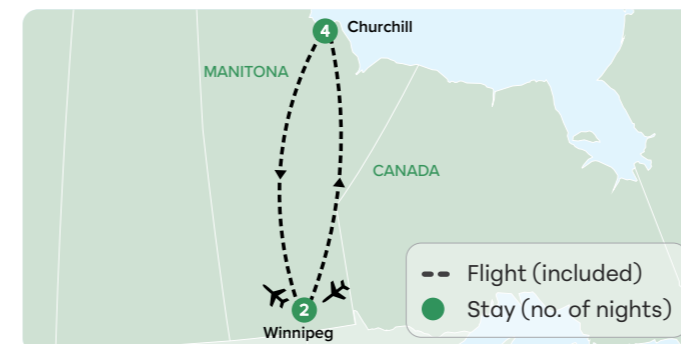 4 Churchill
MANITONA
CANADA
Flight (included)
Stay (no. of nights)
2
Winnipeg